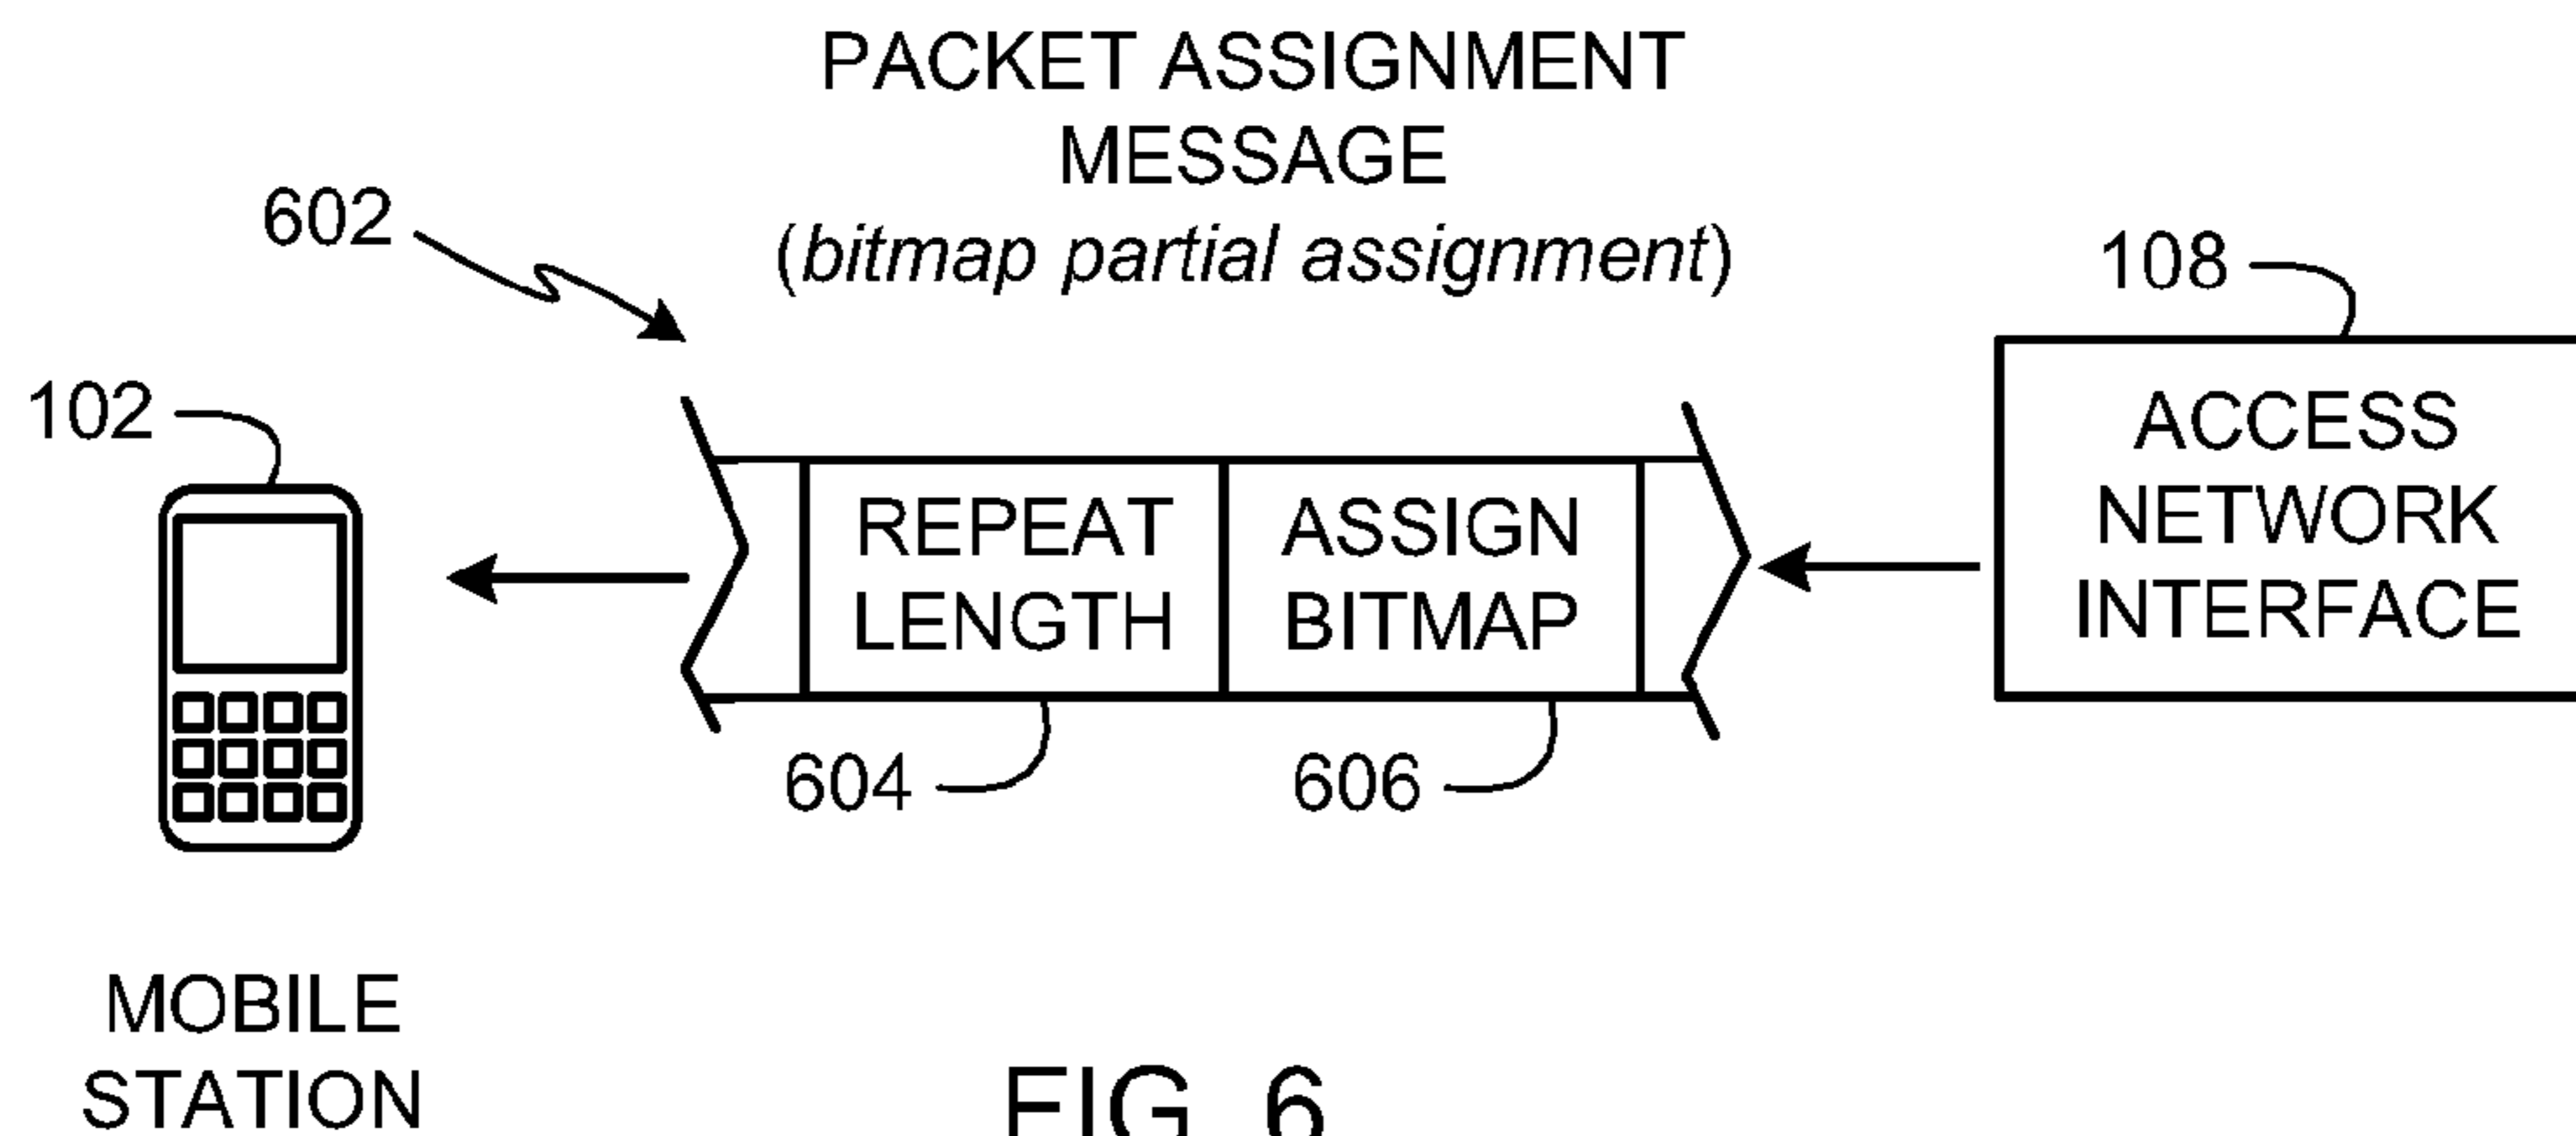 PACKET ASSIGNMENT
MESSAGE
(bitmap partial assignment)
602
108
102
REPEAT
LENGTH
ASSIGN
BITMAP
ACCESS
NETWORK
INTERFACE
604
606
MOBILE
STATION
FIG. 6